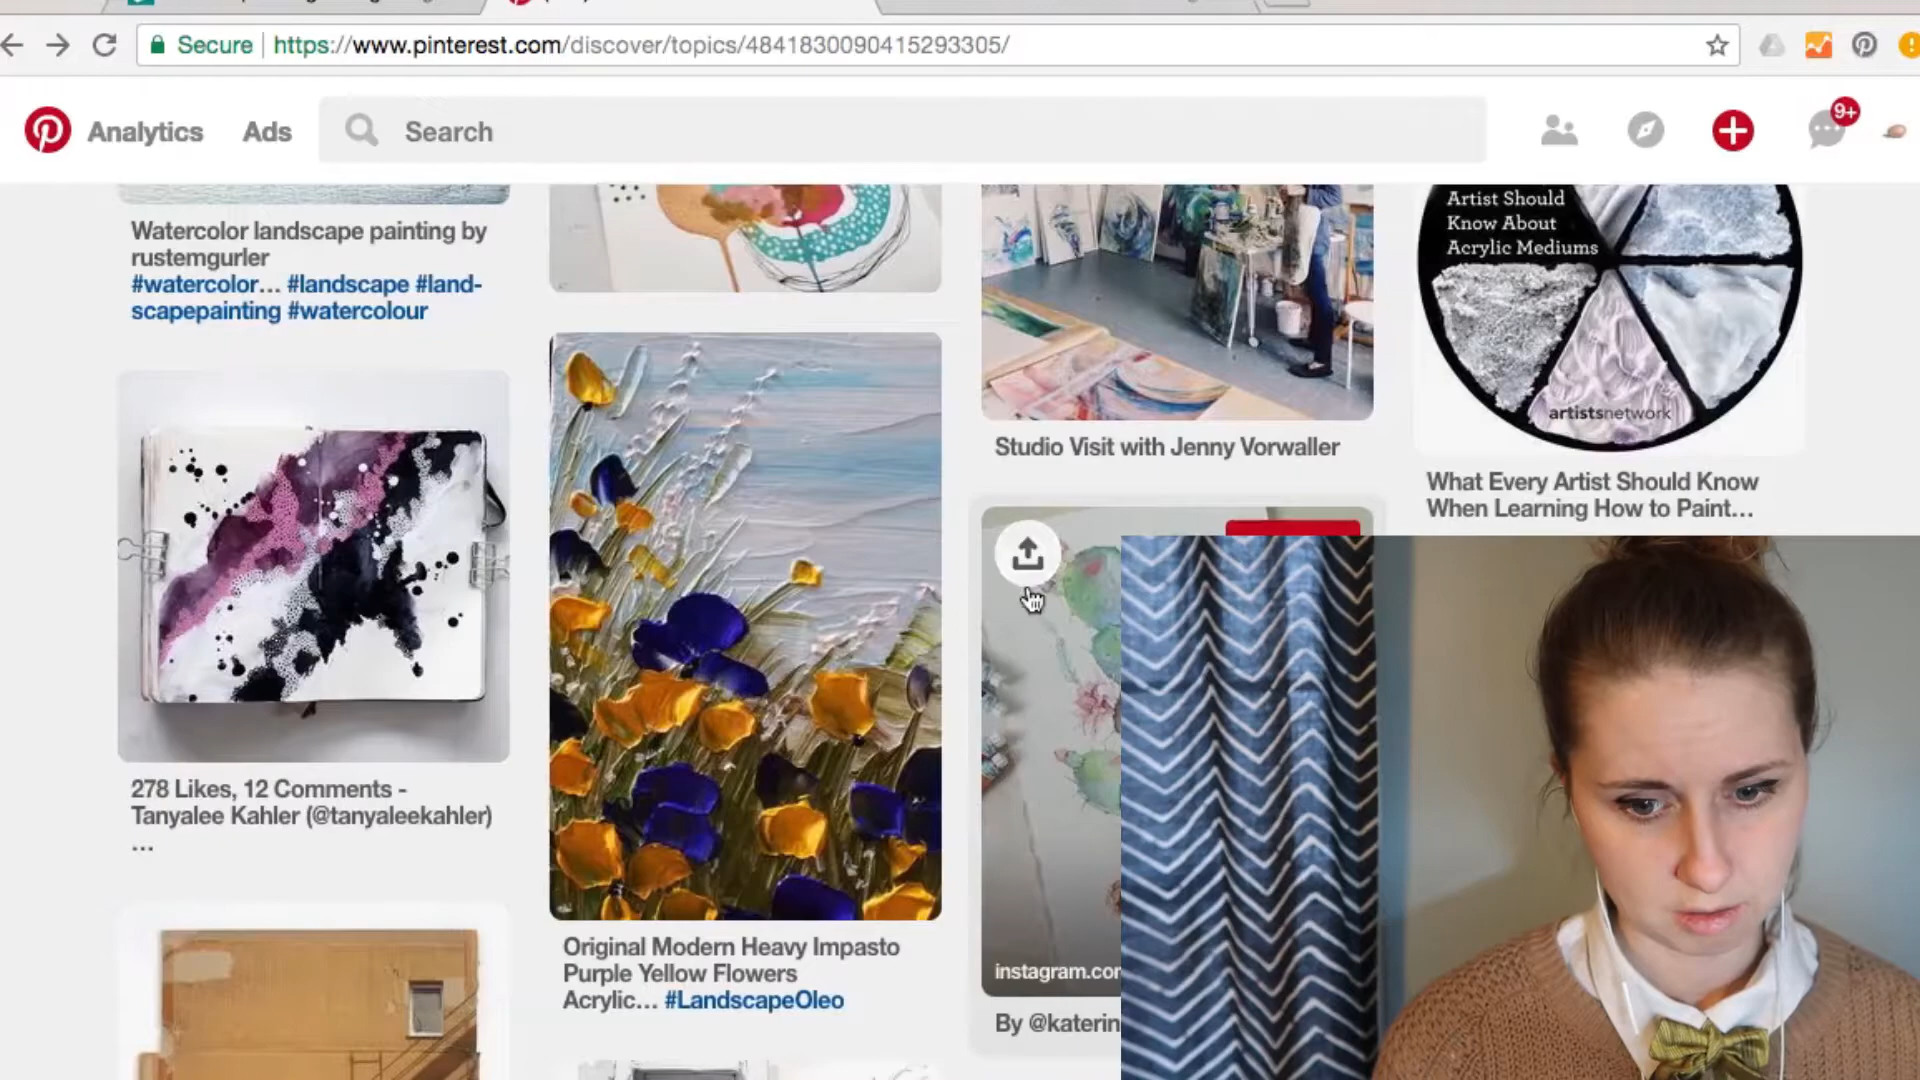 Secure
https://www.pinterest.com/discover/topics/4841830090415293305/
Analytics
Ads
Search
9+
Watercolor landscape painting by
rustemgurler
#watercolor... #landscape #land-
scapepainting #watercolour
278 Likes, 12 Comments -
Tanyalee Kahler (@tanyaleekahler)
...
Original Modern Heavy Impasto
Purple Yellow Flowers
Acrylic... #LandscapeOleo
Studio Visit with Jenny Vorwaller
instagram.com
By @katerin
Artist Should
Know About
Acrylic Mediums
artistsnetwork
What Every Artist Should Know
When Learning How to Paint...